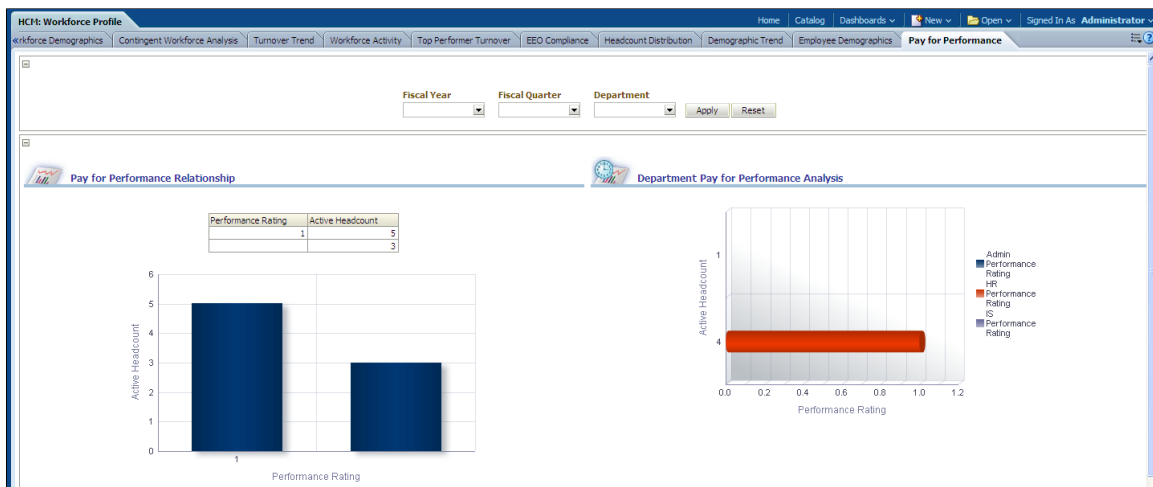 HCM: Workforce Profile
Home Catalog Dashboards New Open Signed In As Administrator
«rkforce Demographics Contingent Workforce Analysis Turnover Trend Workforce Activity Top Performer Turnover EEO Compliance Headcount Distribution Demographic Trend Employee Demographics Pay for Performance
Fiscal Year Fiscal Quarter Department
Apply Reset
Pay for Performance Relationship
Performance Rating Active Headcount
1 5
3
6
5
4
3
2
1
0
Active Headcount
1
Performance Rating
Department Pay for Performance Analysis
1
4
Active Headcount
0.0 0.2 0.4 0.6 0.8 1.0 1.2
Performance Rating
Admin
Performance
Rating
HR
Performance
Rating
IS
Performance
Rating